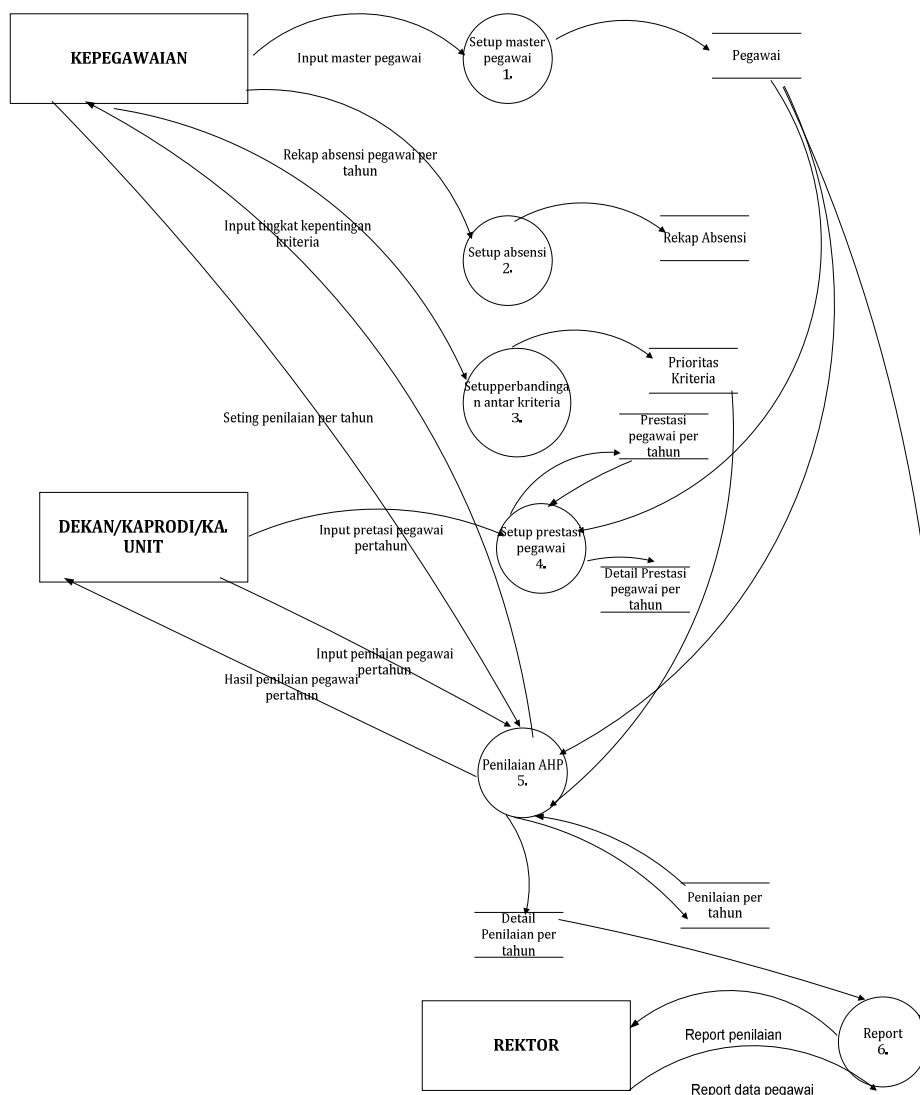 KEPEGAWAIAN
Input master pegawai
Setup master
pegawai
1.
Pegawai
Rekap absensi pegawai per
tahun
Input tingkat kepentingan
kriteria
Setup absensi
2.
Rekap Absensi
Setupperbandinga
n antar kriteria
3.
Prioritas
Kriteria
Seting penilaian per tahun
Prestasi
pegawai per
tahun
DEKAN/KAPRODI/KA.
UNIT
Input pretasi pegawai
pertahun
Setup prestasi
pegawai
4.
Detail Prestasi
pegawai per
tahun
Input penilaian pegawai
pertahun
Hasil penilaian pegawai
pertahun
Penilaian AHP
5.
Penilaian per
tahun
Detail
Penilaian per
tahun
REKTOR
Report penilaian
Report
6.
Report data pegawai